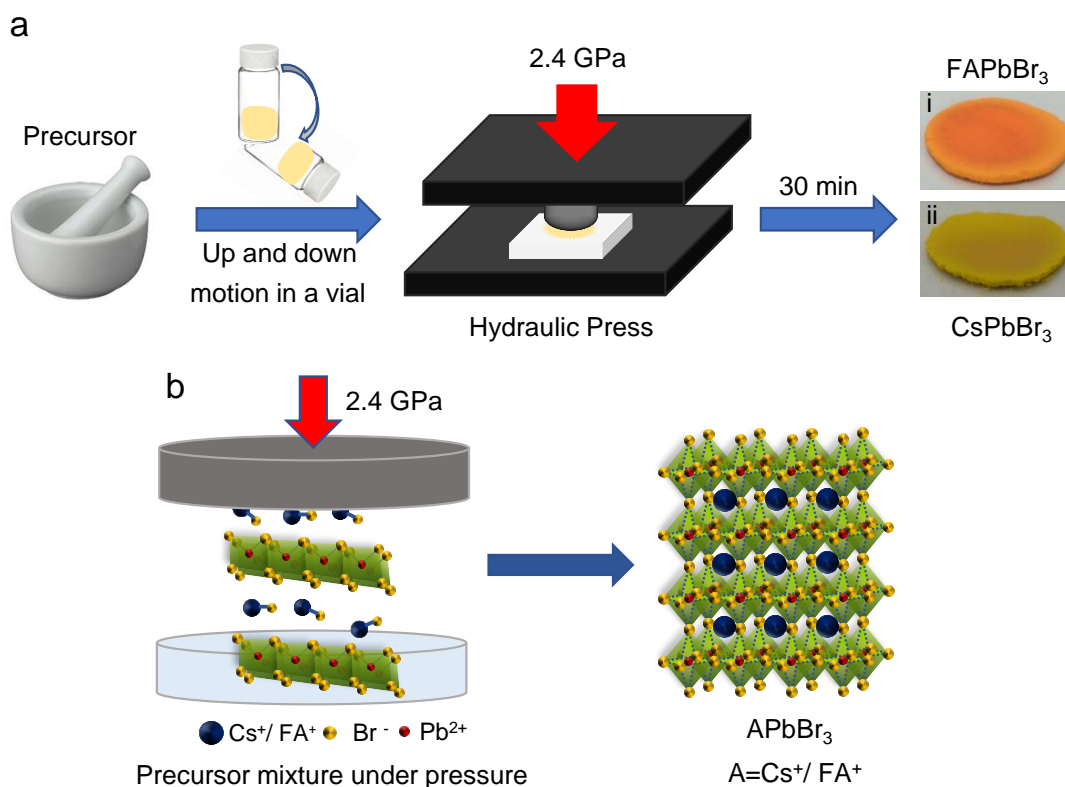 a
Precursor
Up and down
motion in a vial
2.4 GPa
Hydraulic Press
30 min
FAPbBr₃
i
ii
CsPbBr₃
b
2.4 GPa
Cs⁺/ FA⁺ Br ⁻ Pb²⁺
Precursor mixture under pressure
APbBr₃
A=Cs⁺/ FA⁺